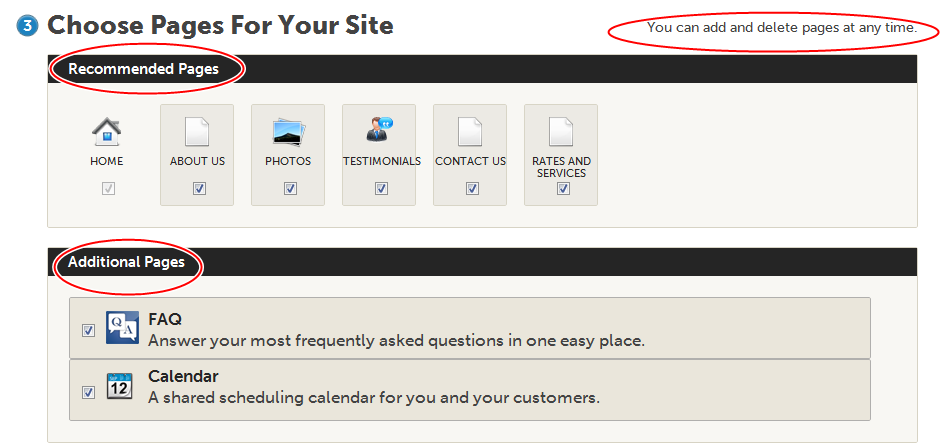 3 Choose Pages For Your Site
You can add and delete pages at any time.
Recommended Pages
HOME
ABOUT US
PHOTOS
TESTIMONIALS
CONTACT US
RATES AND
SERVICES
Additional Pages
Q A
FAQ
Answer your most frequently asked questions in one easy place.
12
Calendar
A shared scheduling calendar for you and your customers.